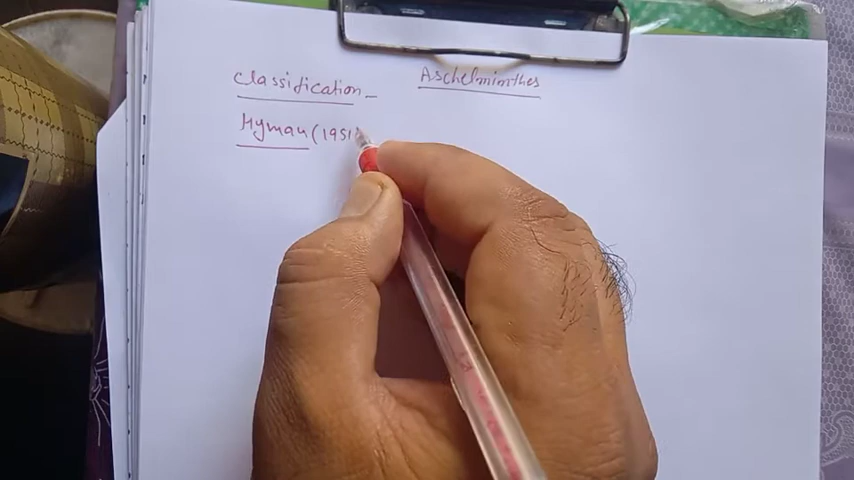 Classification - Aschelminthes
Hyman (1951)